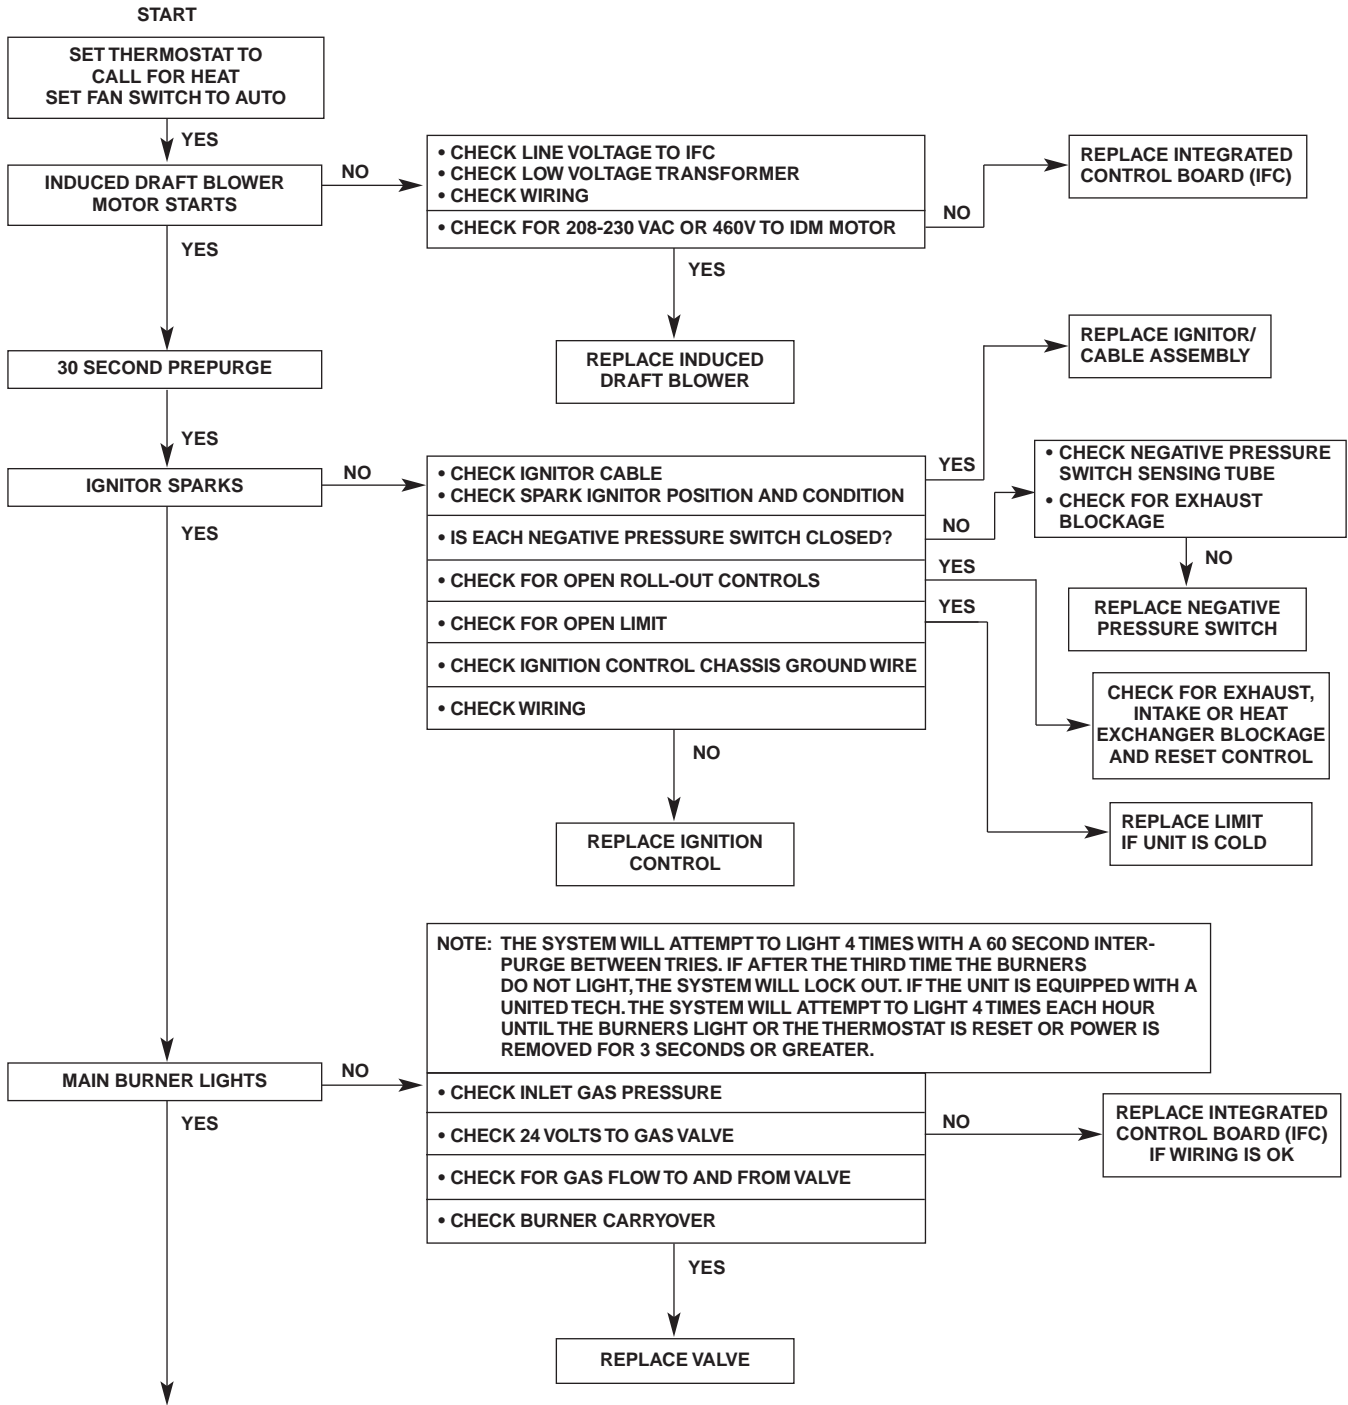 START
SET THERMOSTAT TO
CALL FOR HEAT
SET FAN SWITCH TO AUTO
YES
INDUCED DRAFT BLOWER
MOTOR STARTS
NO
• CHECK LINE VOLTAGE TO IFC
• CHECK LOW VOLTAGE TRANSFORMER
• CHECK WIRING
• CHECK FOR 208-230 VAC OR 460V TO IDM MOTOR
NO
REPLACE INTEGRATED
CONTROL BOARD (IFC)
YES
REPLACE INDUCED
DRAFT BLOWER
YES
30 SECOND PREPURGE
YES
IGNITOR SPARKS
NO
• CHECK IGNITOR CABLE
• CHECK SPARK IGNITOR POSITION AND CONDITION
YES
REPLACE IGNITOR/
CABLE ASSEMBLY
• IS EACH NEGATIVE PRESSURE SWITCH CLOSED?
NO
• CHECK NEGATIVE PRESSURE
SWITCH SENSING TUBE
• CHECK FOR EXHAUST
BLOCKAGE
NO
REPLACE NEGATIVE
PRESSURE SWITCH
• CHECK FOR OPEN ROLL-OUT CONTROLS
YES
CHECK FOR EXHAUST,
INTAKE OR HEAT
EXCHANGER BLOCKAGE
AND RESET CONTROL
• CHECK FOR OPEN LIMIT
YES
REPLACE LIMIT
IF UNIT IS COLD
• CHECK IGNITION CONTROL CHASSIS GROUND WIRE
• CHECK WIRING
NO
REPLACE IGNITION
CONTROL
YES
NOTE: THE SYSTEM WILL ATTEMPT TO LIGHT 4 TIMES WITH A 60 SECOND INTER-
PURGE BETWEEN TRIES. IF AFTER THE THIRD TIME THE BURNERS
DO NOT LIGHT, THE SYSTEM WILL LOCK OUT. IF THE UNIT IS EQUIPPED WITH A
UNITED TECH. THE SYSTEM WILL ATTEMPT TO LIGHT 4 TIMES EACH HOUR
UNTIL THE BURNERS LIGHT OR THE THERMOSTAT IS RESET OR POWER IS
REMOVED FOR 3 SECONDS OR GREATER.
MAIN BURNER LIGHTS
NO
• CHECK INLET GAS PRESSURE
• CHECK 24 VOLTS TO GAS VALVE
NO
REPLACE INTEGRATED
CONTROL BOARD (IFC)
IF WIRING IS OK
• CHECK FOR GAS FLOW TO AND FROM VALVE
• CHECK BURNER CARRYOVER
YES
REPLACE VALVE
YES